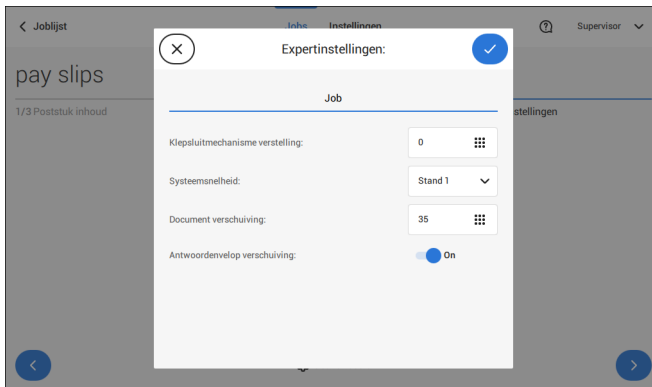 Joblijst
Jobs
Instellingen
Supervisor
pay slips
1/3 Poststuk inhoud
stellingen
Expertinstellingen:
Job
Klepsluitmechanisme verstelling:
0
Systeemsnelheid:
Stand 1
Document verschuiving:
35
Antwoordenvelop verschuiving:
On